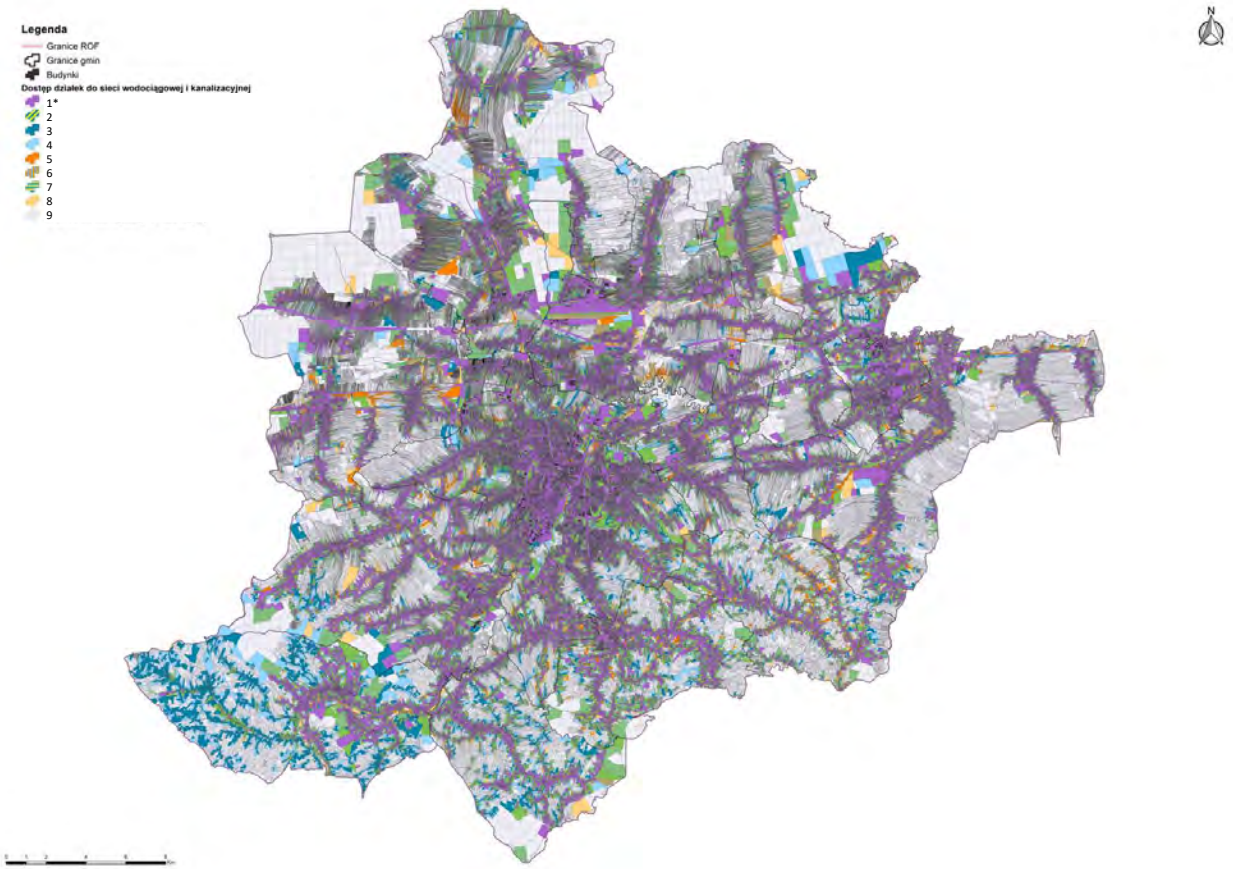 Legenda
Granice ROF
Granice gmin
Budynki
Dostęp działek do sieci wodociągowej i kanalizacyjnej
1*
2
3
4
5
6
7
8
9
N